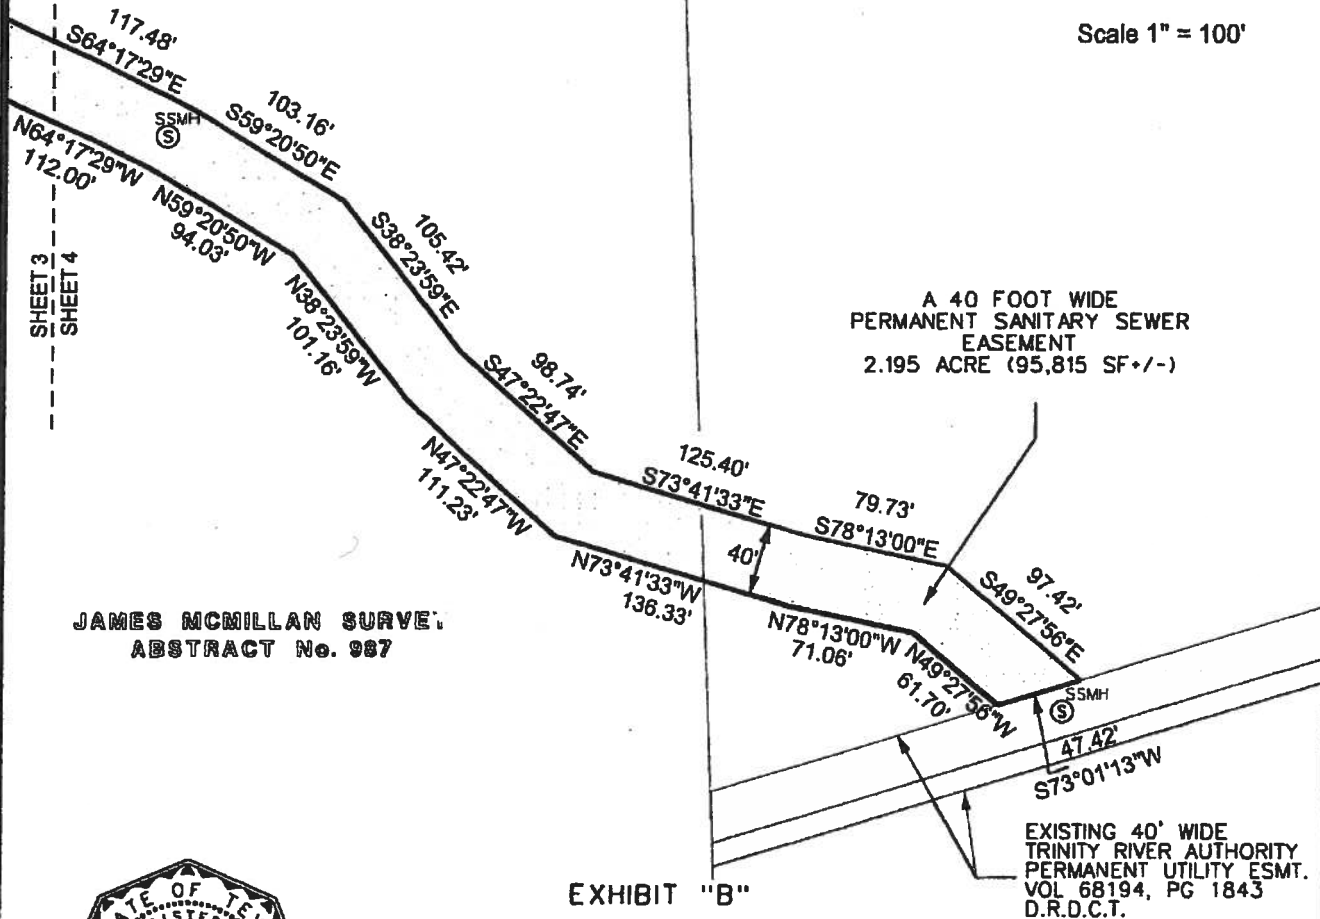 Scale 1" = 100'
117.48'
S64°17'29"E
SSMH
S
103.16'
S59°20'50"E
N64°17'29"W
112.00'
N59°20'50"W
94.03'
105.42'
S38°23'59"E
SHEET 3
SHEET 4
N38°23'59"W
101.16'
98.74'
S47°22'47"E
A 40 FOOT WIDE
PERMANENT SANITARY SEWER
EASEMENT
2.195 ACRE (95,815 SF+/-)
N47°22'47"W
111.23'
125.40'
S73°41'33"E
79.73'
S78°13'00"E
40'
N73°41'33"W
136.33'
97.42'
S49°27'56"E
N78°13'00"W
71.06'
N49°27'56"W
61.70'
JAMES MCMILLAN SURVEY
ABSTRACT No. 987
SSMH
S
47.42'
S73°01'13"W
EXISTING 40' WIDE
TRINITY RIVER AUTHORITY
PERMANENT UTILITY ESMT.
VOL 68194, PG 1843
D.R.D.C.T.
EXHIBIT "B"